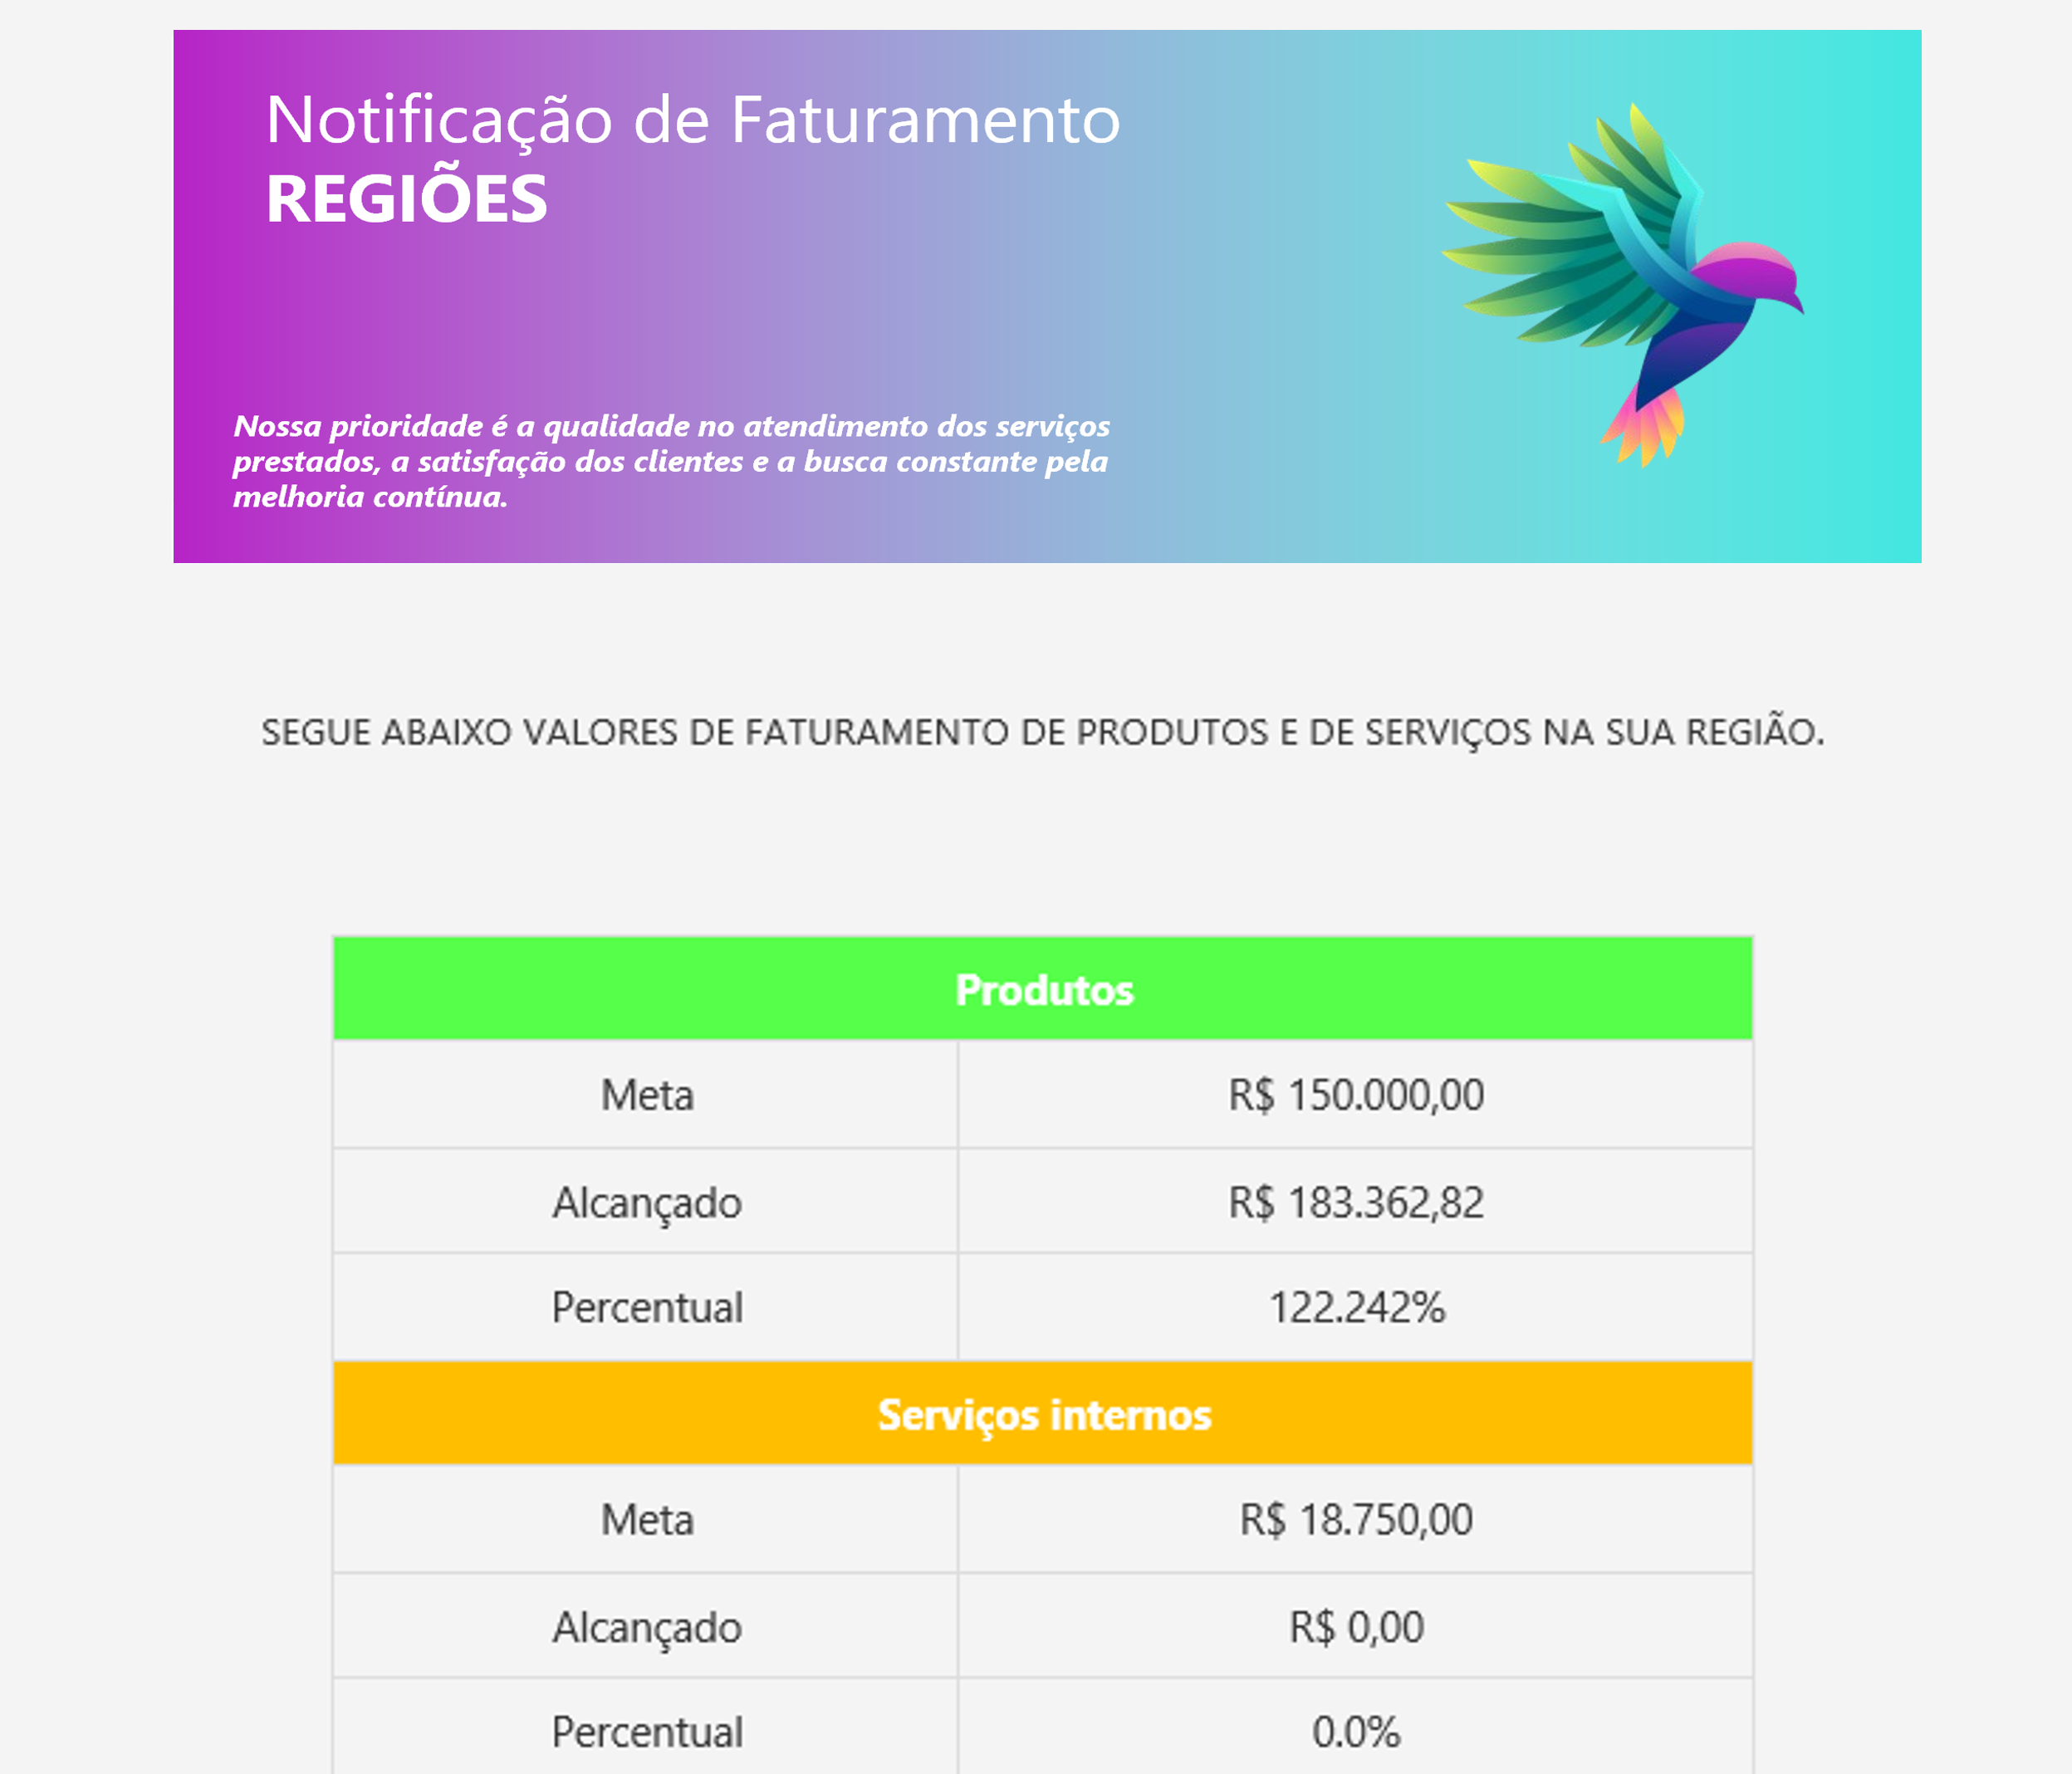 Notificação de Faturamento
REGIÕES
Nossa prioridade é a qualidade no atendimento dos serviços
prestados, a satisfação dos clientes e a busca constante pela
melhoria contínua.
SEGUE ABAIXO VALORES DE FATURAMENTO DE PRODUTOS E DE SERVIÇOS NA SUA REGIÃO.
Produtos
Meta R$ 150.000,00
Alcançado R$ 183.362,82
Percentual 122.242%
Serviços internos
Meta R$ 18.750,00
Alcançado R$ 0,00
Percentual 0.0%